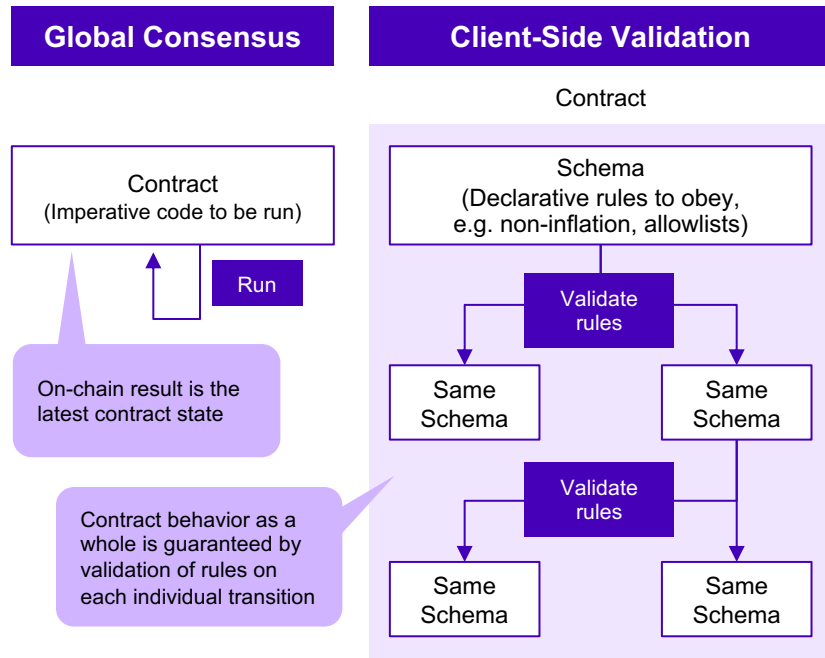 Global Consensus
Contract
(Imperative code to be run)
Run
On-chain result is the
latest contract state
Client-Side Validation
Contract
Schema
(Declarative rules to obey,
e.g. non-inflation, allowlists)
Validate
rules
Same
Schema
Same
Schema
Validate
rules
Contract behavior as a
whole is guaranteed by
validation of rules on
each individual transition
Same
Schema
Same
Schema